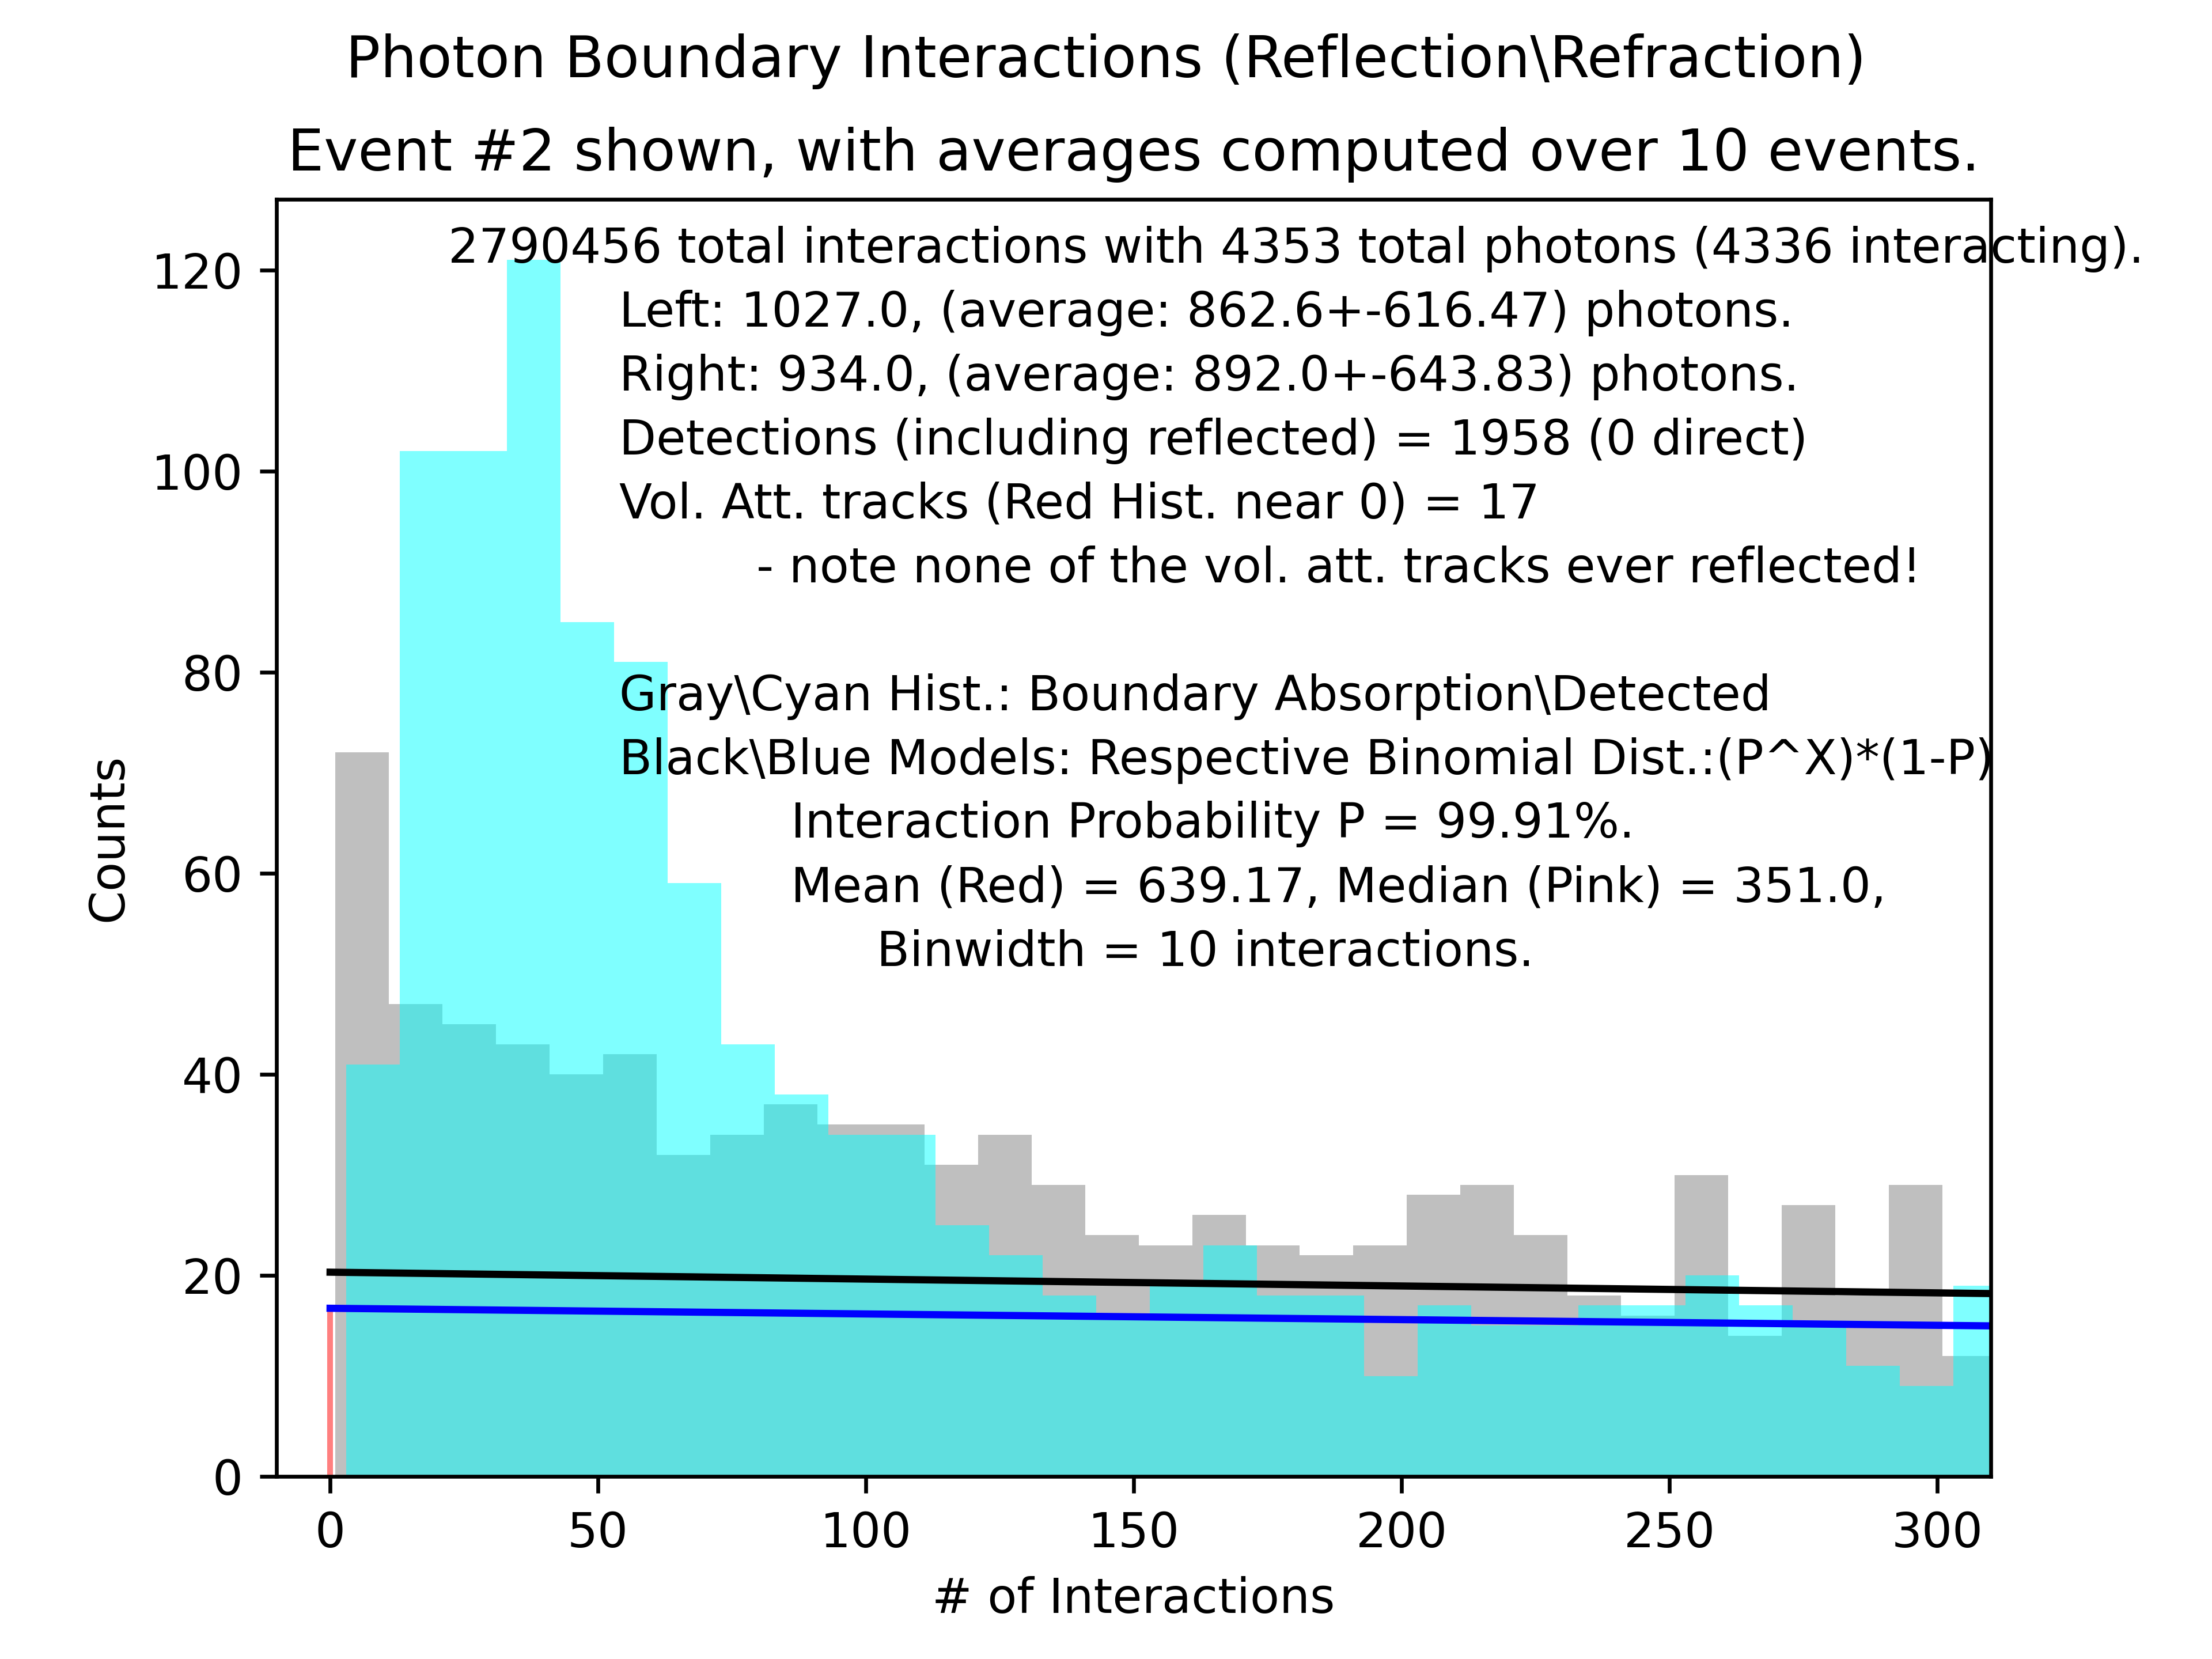 Photon Boundary Interactions (Reflection\Refraction)
Event #2 shown, with averages computed over 10 events.
2790456 total interactions with 4353 total photons (4336 interacting).
Left: 1027.0, (average: 862.6+-616.47) photons.
Right: 934.0, (average: 892.0+-643.83) photons.
Detections (including reflected) = 1958 (0 direct)
Vol. Att. tracks (Red Hist. near 0) = 17
- note none of the vol. att. tracks ever reflected!
Gray\Cyan Hist.: Boundary Absorption\Detected
Black\Blue Models: Respective Binomial Dist.:(P^X)*(1-P)
Interaction Probability P = 99.91%.
Mean (Red) = 639.17, Median (Pink) = 351.0,
Binwidth = 10 interactions.
Counts
120
100
80
60
40
20
0
0 50 100 150 200 250 300
# of Interactions